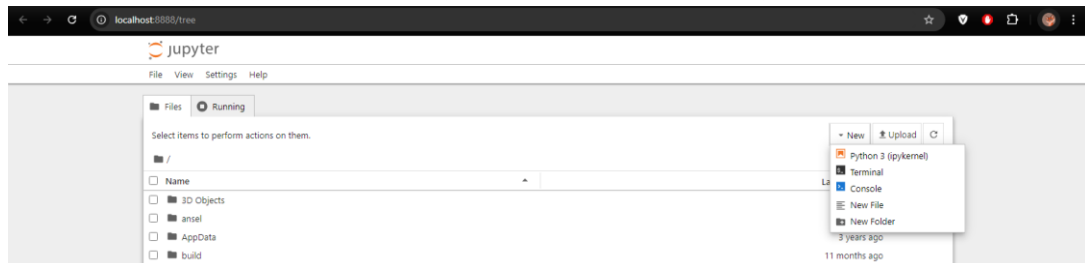 localhost:8888/tree
jupyter
File View Settings Help
Files Running
Select items to perform actions on them.
New Upload
/
Python 3 (ipykernel)
Terminal
Name La
Console
3D Objects
New File
ansel
New Folder
AppData 3 years ago
build 11 months ago